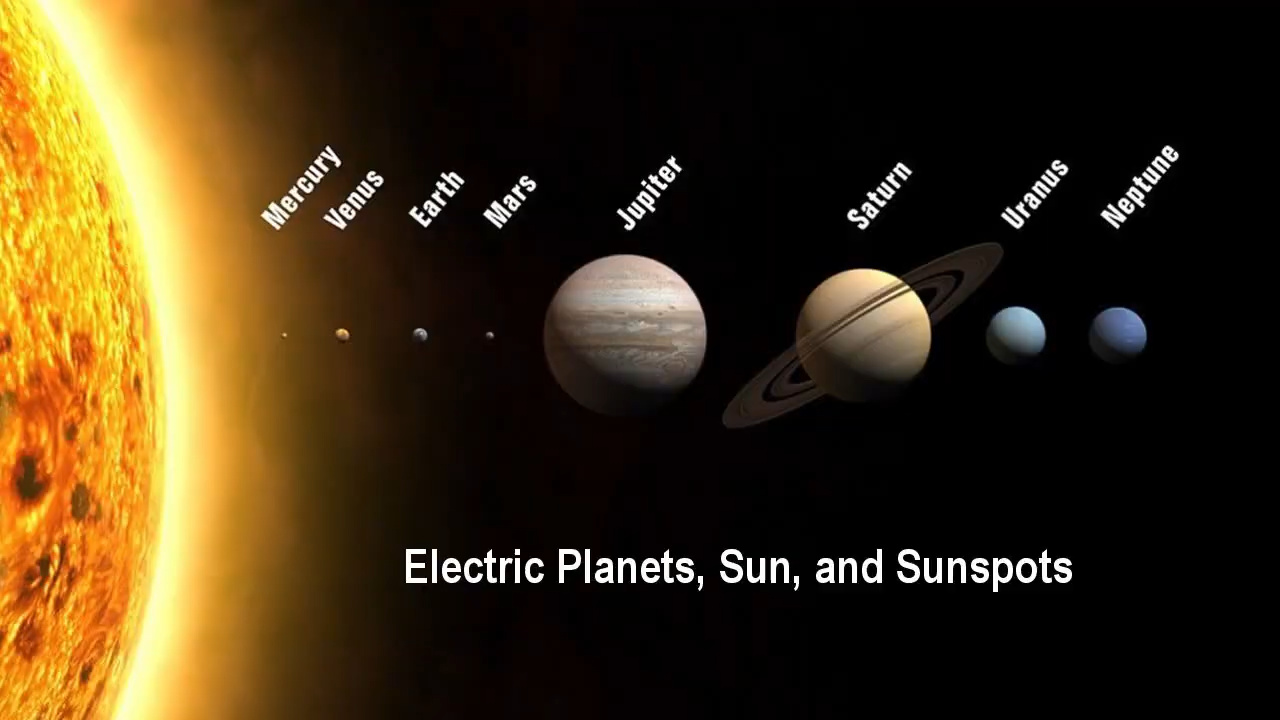 Mercury
Venus
Earth
Mars
Jupiter
Saturn
Uranus
Neptune
Electric Planets, Sun, and Sunspots